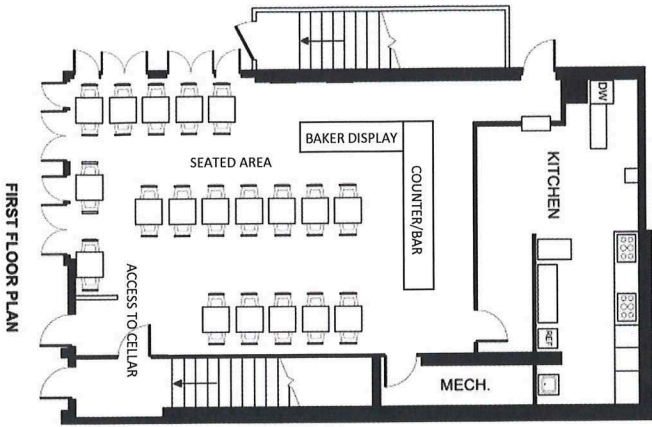 FIRST FLOOR PLAN
SEATED AREA
BAKER DISPLAY
COUNTER/BAR
KITCHEN
DW
ACCESS TO CELLAR
REF
MECH.